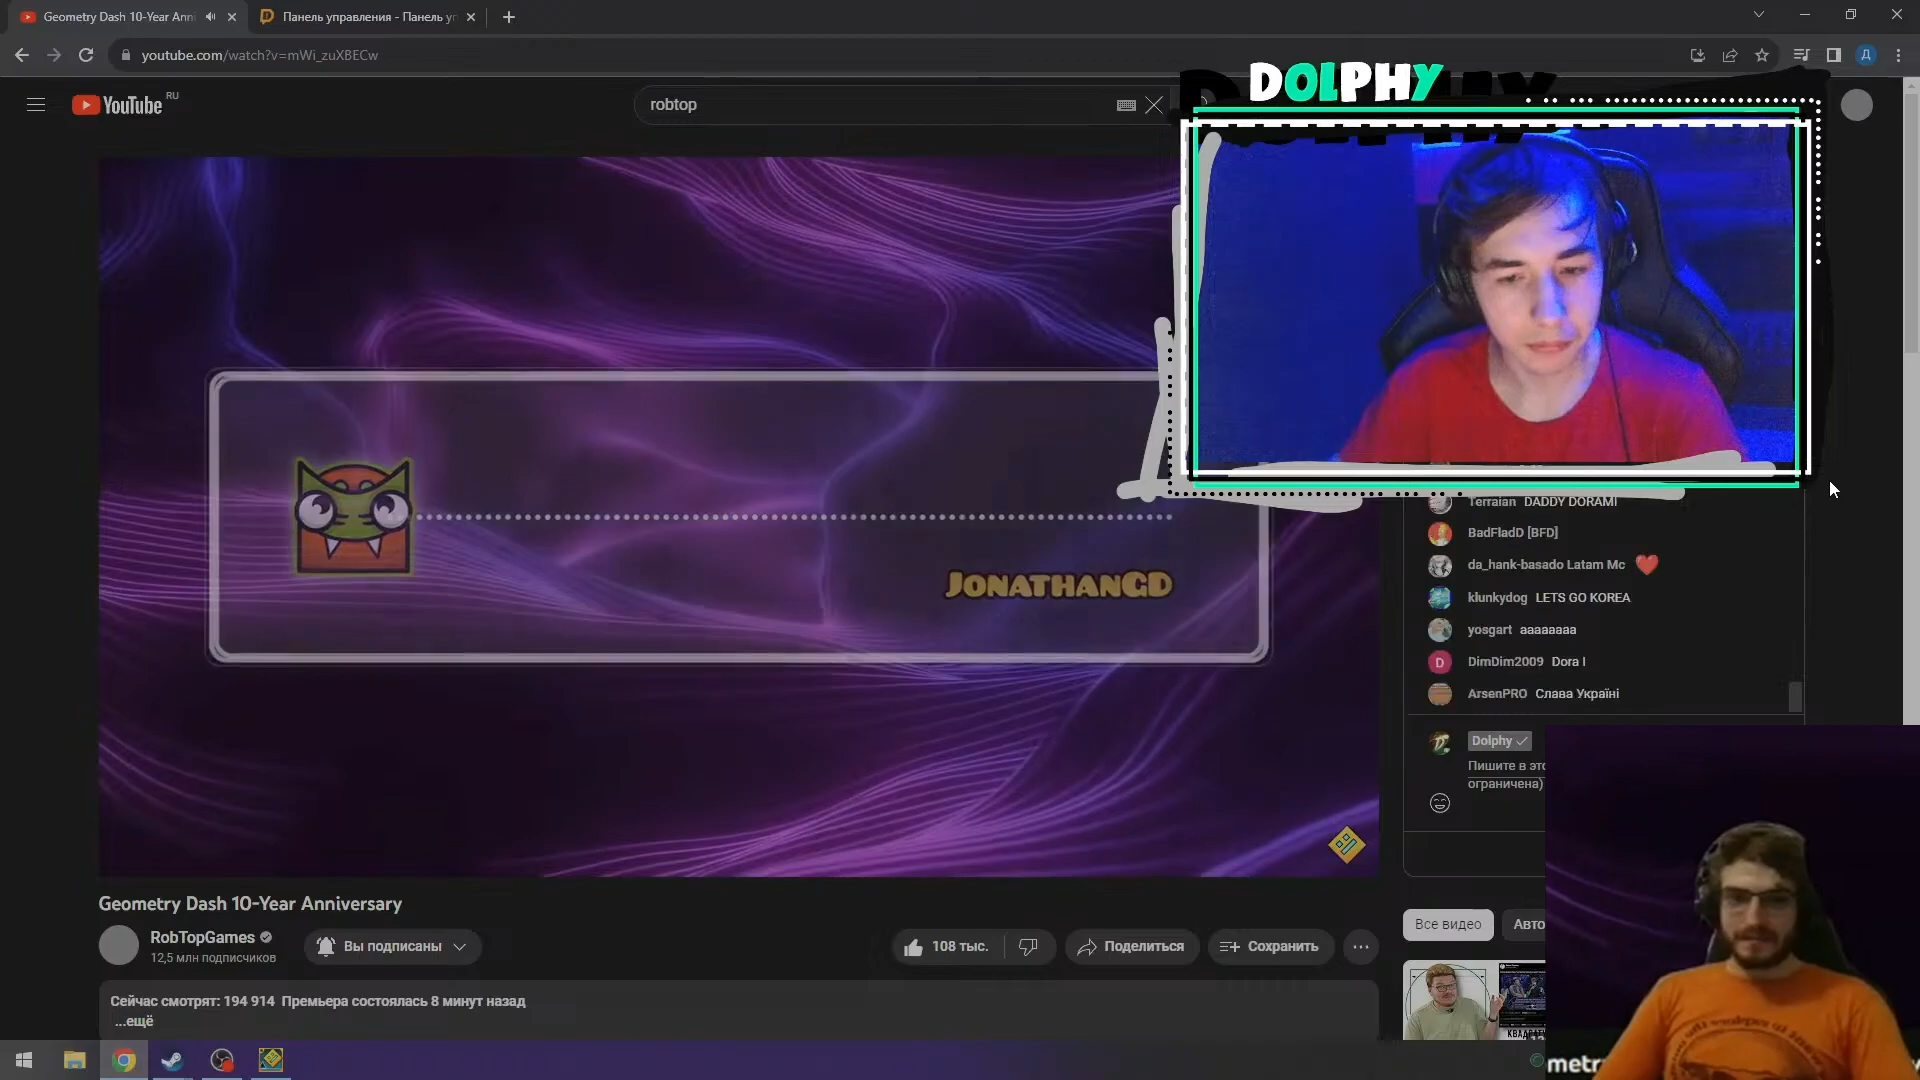 Geometry Dash 10-Year Anni
Панель управления - Панель уп
youtube.com/watch?v=mWi_zuXBECw
Д
DOLPHY
YouTube RU
robtop
JONATHANGD
Terraian DADDY DORAMI
BadFladD [BFD]
da_hank-basado Latam Mc ❤️
klunkydog LETS GO KOREA
yosgart aaaaaaaa
D DimDim2009 Dora I
ArsenPRO Слава Україні
Dolphy
Пишите в это
ограничена)
Geometry Dash 10-Year Anniversary
RobTopGames
12,5 млн подписчиков
Вы подписаны
108 тыс.
Поделиться
Сохранить
Все видео
Авто
Сейчас смотрят: 194 914 Премьера состоялась 8 минут назад
...ещё
metr